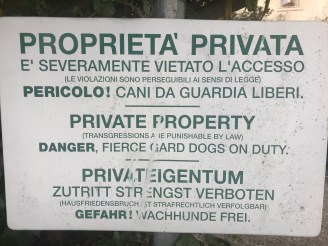 PROPRIETA' PRIVATA
E' SEVERAMENTE VIETATO L'ACCESSO
(LE VIOLAZIONI SONO PERSEGUIBILI AI SENSI DI LEGGE)
PERICOLO! CANI DA GUARDIA LIBERI.
PRIVATE PROPERTY
(TRANSGRESSIONS ARE PUNISHABLE BY LAW)
DANGER, FIERCE GARD DOGS ON DUTY.
PRIVATEIGENTUM
ZUTRITT STRENGST VERBOTEN
(HAUSFRIEDENSBRUCH IST STRAFRECHTLICH VERFOLGBAR)
GEFAHR! WACHHUNDE FREI.